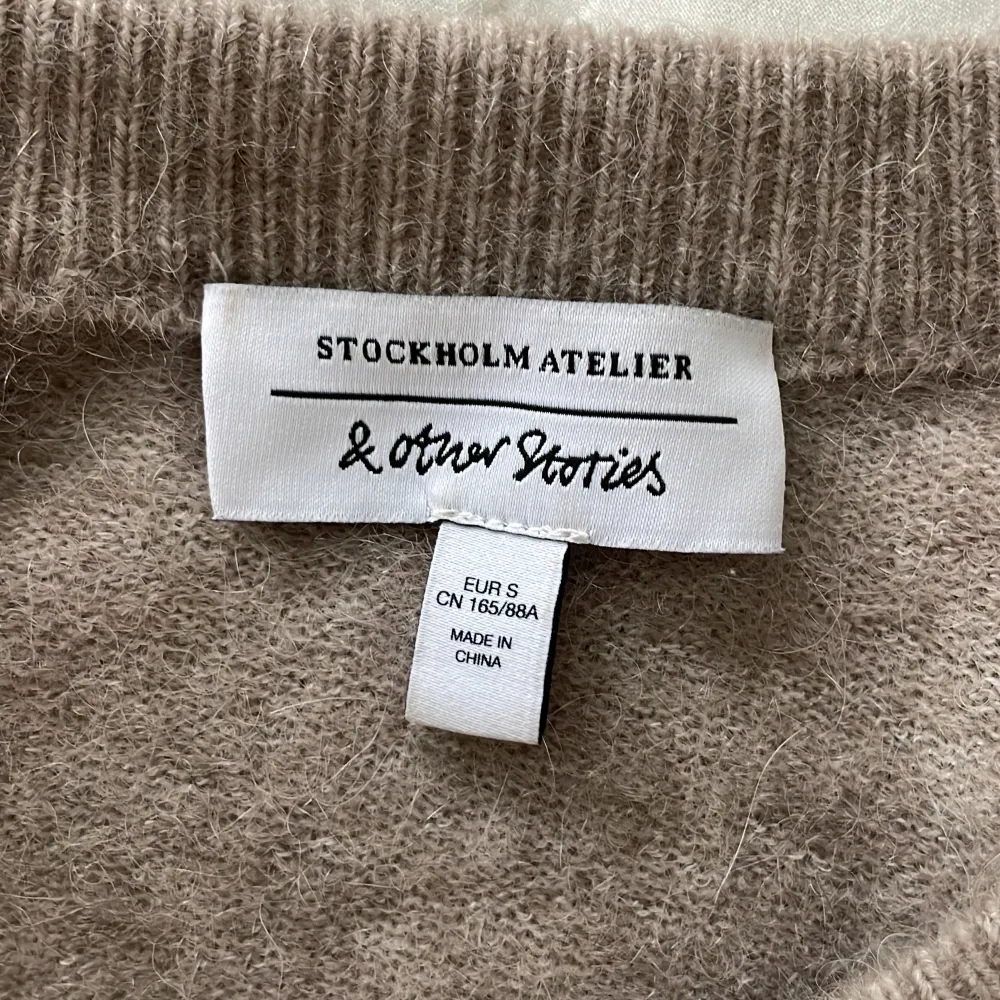 STOCKHOLM ATELIER
& other Stories
EUR S
CN 165/88A
MADE IN
CHINA